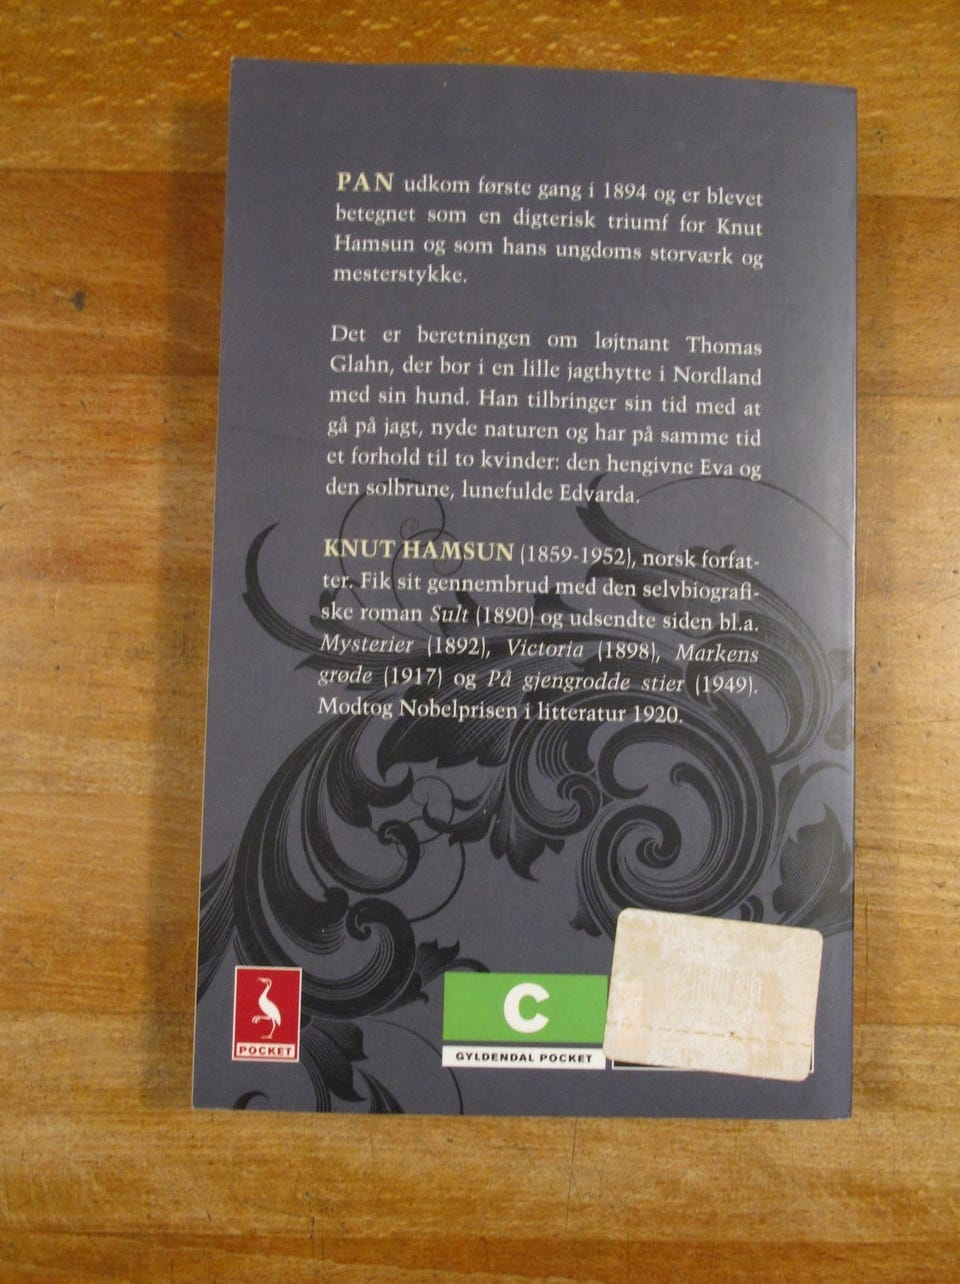 PAN udkom første gang i 1894 og er blevet
betegnet som en digterisk triumf for Knut
Hamsun og som hans ungdoms storværk og
mesterstykke.
Det er beretningen om løjtnant Thomas
Glahn, der bor i en lille jagthytte i Nordland
med sin hund. Han tilbringer sin tid med at
gå på jagt, nyde naturen og har på samme tid
et forhold til to kvinder: den hengivne Eva og
den solbrune, lunefulde Edvarda.
KNUT HAMSUN (1859-1952), norsk forfat-
ter. Fik sit gennembrud med den selvbiografi-
ske roman Sult (1890) og udsendte siden bl.a.
Mysterier (1892), Victoria (1898), Markens
grøde (1917) og På gjengrodde stier (1949).
Modtog Nobelprisen i litteratur 1920.
POCKET
C
GYLDENDAL POCKET